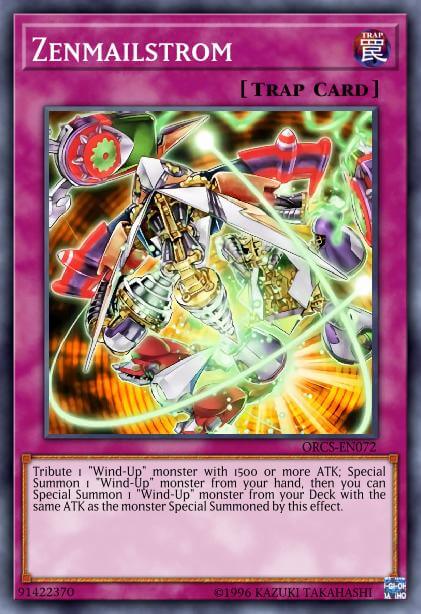 ZENMAILSTROM
TRAP
罠
[TRAP CARD]
ORCS-EN072
Tribute 1 "Wind-Up" monster with 1500 or more ATK; Special
Summon 1 "Wind-Up" monster from your hand, then you can
Special Summon 1 "Wind-Up" monster from your Deck with the
same ATK as the monster Special Summoned by this effect.
91422370
©1996 KAZUKI TAKAHASHI